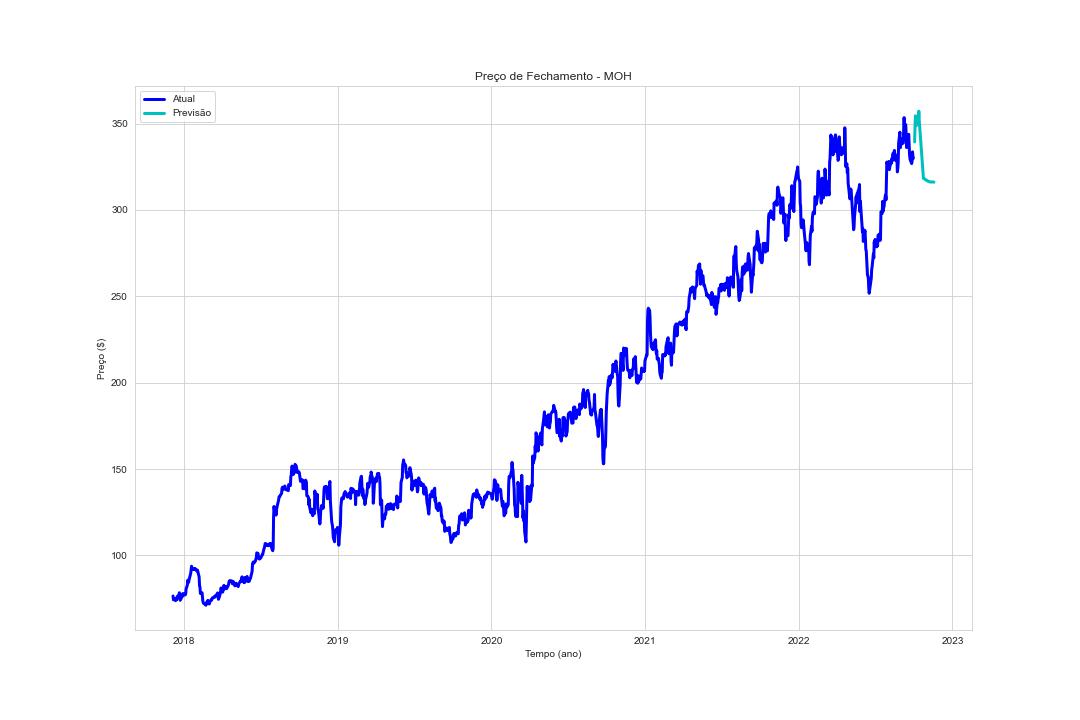 Preço de Fechamento - MOH
Atual
Previsão
350
300
250
200
150
100
Preço ($)
2018 2019 2020 2021 2022 2023
Tempo (ano)